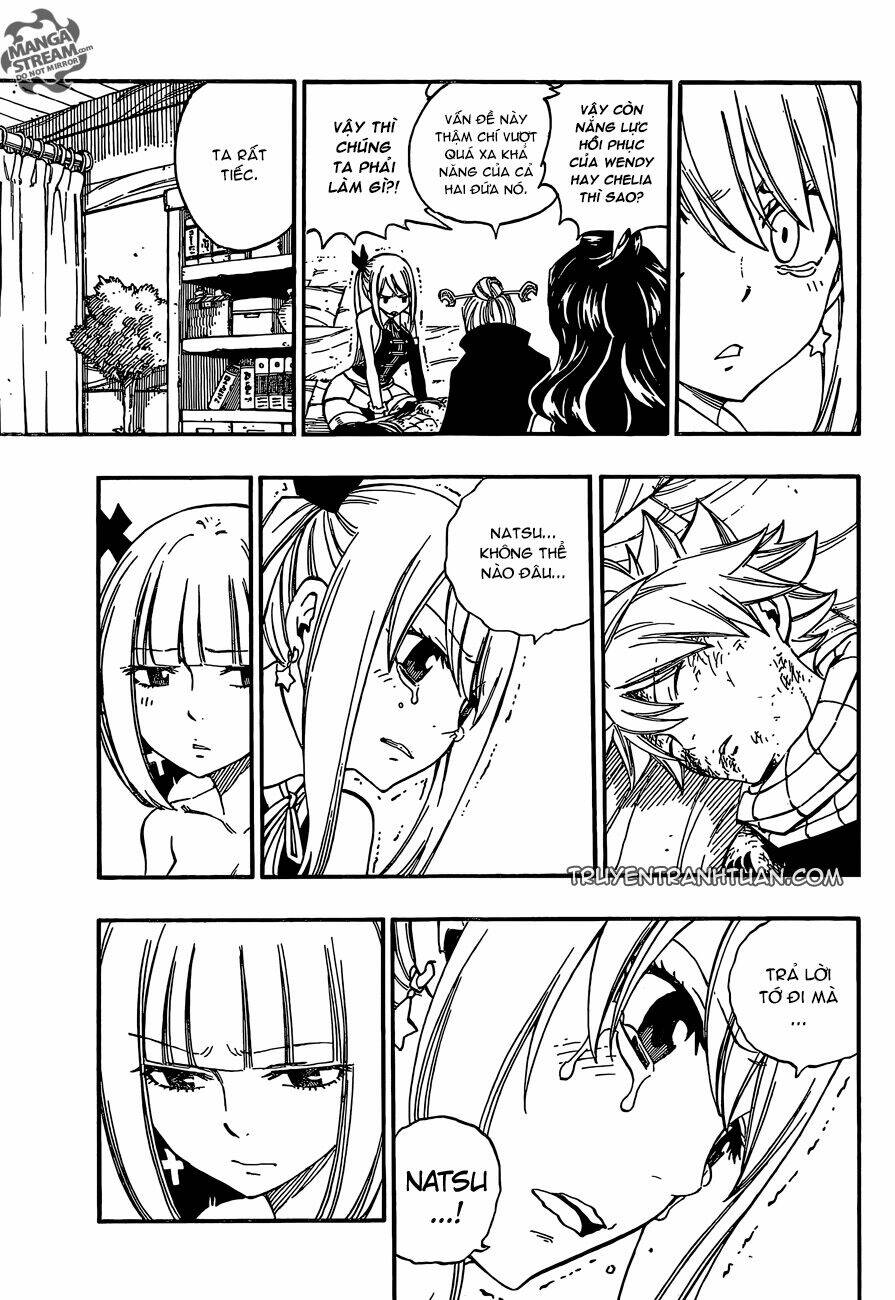 MANGA
STREAM.com
DO NOT MIRROR
VẬY CÒN
NĂNG LỰC
HỒI PHỤC
CỦA WENDY
HAY CHELIA
THÌ SAO?
VẤN ĐỀ NÀY
THẬM CHÍ VƯỢT
QUÁ XA KHẢ
NĂNG CỦA CẢ
HAI ĐỨA NÓ.
VẬY THÌ
CHÚNG
TA PHẢI
LÀM GÌ?!
TA RẤT
TIẾC.
NATSU...
KHÔNG THỂ
NÀO ĐÂU...
TRUYENTRANHTUAN.COM
TRẢ LỜI
TỚ ĐI MÀ
...
NATSU
...!